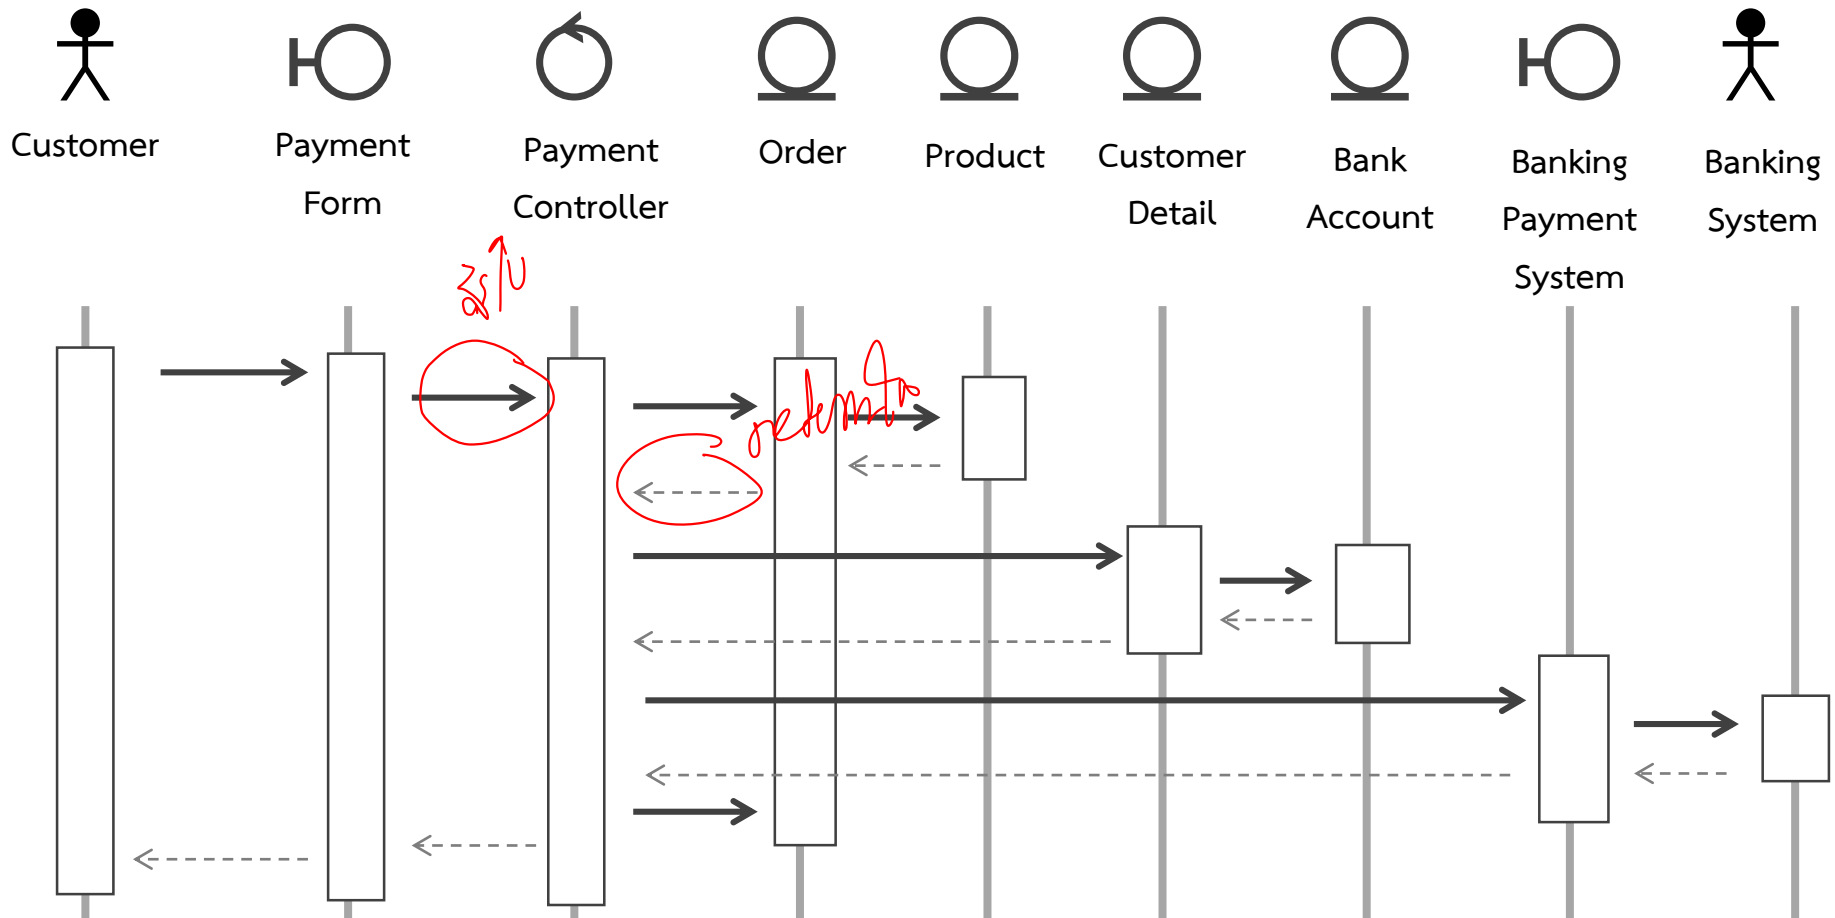 Customer
Payment
Form
Payment
Controller
Order
Product
Customer
Detail
Bank
Account
Banking
Payment
System
Banking
System